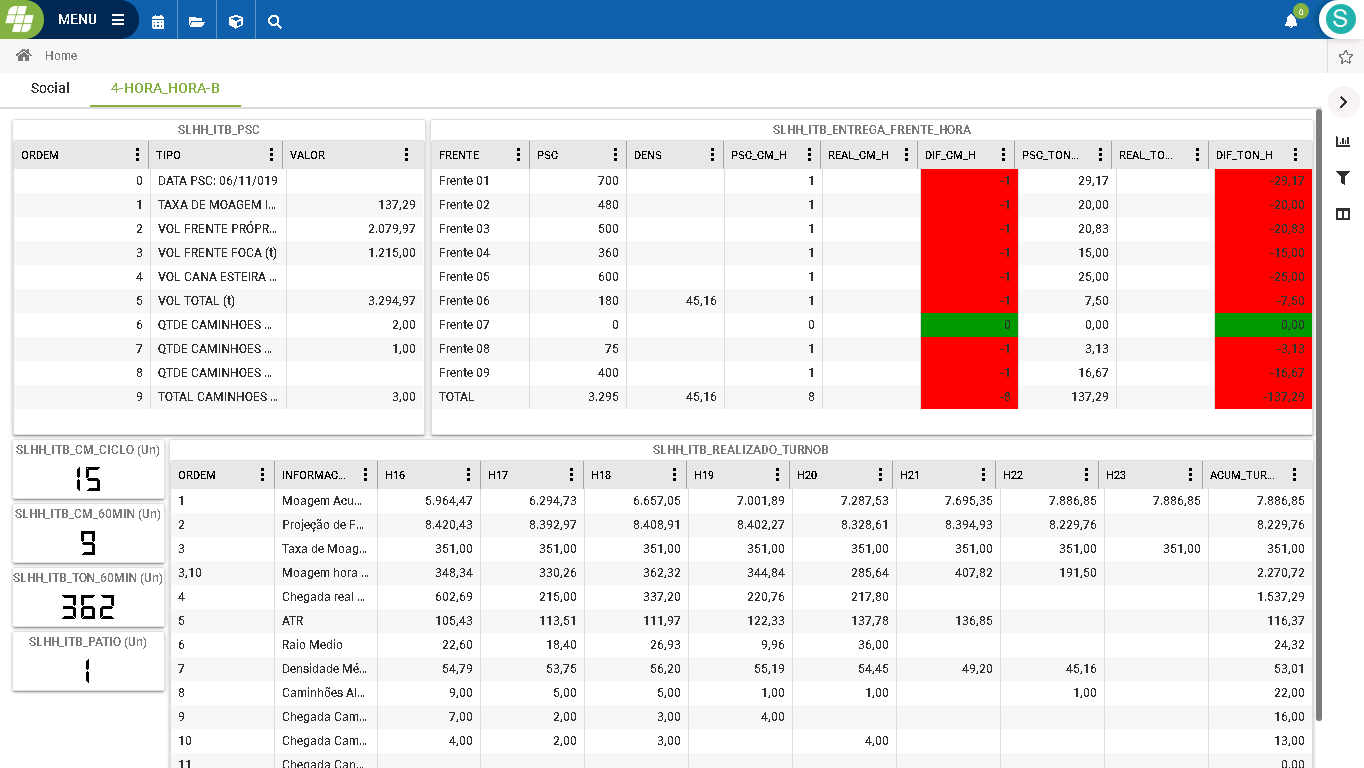 MENU
0
S
Home
Social 4-HORA_HORA-B
SLHH_ITB_PSC
ORDEM TIPO VALOR
0 DATA PSC: 06/11/019
1 TAXA DE MOAGEM I... 137,29
2 VOL FRENTE PRÓPR... 2.079,97
3 VOL FRENTE FOCA (t) 1.215,00
4 VOL CANA ESTEIRA ...
5 VOL TOTAL (t) 3.294,97
6 QTDE CAMINHOES ... 2,00
7 QTDE CAMINHOES ... 1,00
8 QTDE CAMINHOES ...
9 TOTAL CAMINHOES ... 3,00
SLHH_ITB_ENTREGA_FRENTE_HORA
FRENTE PSC DENS PSC_CM_H REAL_CM_H DIF_CM_H PSC_TON... REAL_TO... DIF_TON_H
Frente 01 700 1 -1 29,17 -29,17
Frente 02 480 1 -1 20,00 -20,00
Frente 03 500 1 -1 20,83 -20,83
Frente 04 360 1 -1 15,00 -15,00
Frente 05 600 1 -1 25,00 -25,00
Frente 06 180 45,16 1 -1 7,50 -7,50
Frente 07 0 0 0 0,00 0,00
Frente 08 75 1 -1 3,13 -3,13
Frente 09 400 1 -1 16,67 -16,67
TOTAL 3.295 45,16 8 -8 137,29 -137,29
SLHH_ITB_CM_CICLO (Un)
15
SLHH_ITB_CM_60MIN (Un)
9
SLHH_ITB_TON_60MIN (Un)
362
SLHH_ITB_PATIO (Un)
1
SLHH_ITB_REALIZADO_TURNOB
ORDEM INFORMAC... H16 H17 H18 H19 H20 H21 H22 H23 ACUM_TUR...
1 Moagem Acu... 5.964,47 6.294,73 6.657,05 7.001,89 7.287,53 7.695,35 7.886,85 7.886,85 7.886,85
2 Projeção de F... 8.420,43 8.392,97 8.408,91 8.402,27 8.328,61 8.394,93 8.229,76 8.229,76
3 Taxa de Moag... 351,00 351,00 351,00 351,00 351,00 351,00 351,00 351,00 351,00
3,10 Moagem hora ... 348,34 330,26 362,32 344,84 285,64 407,82 191,50 2.270,72
4 Chegada real ... 602,69 215,00 337,20 220,76 217,80 1.537,29
5 ATR 105,43 113,51 111,97 122,33 137,78 136,85 116,37
6 Raio Medio 22,60 18,40 26,93 9,96 36,00 24,32
7 Densidade Mé... 54,79 53,75 56,20 55,19 54,45 49,20 45,16 53,01
8 Caminhões Al... 9,00 5,00 5,00 1,00 1,00 1,00 22,00
9 Chegada Cam... 7,00 2,00 3,00 4,00 16,00
10 Chegada Cam... 4,00 2,00 3,00 4,00 13,00
11 Chegada Can... 0,00